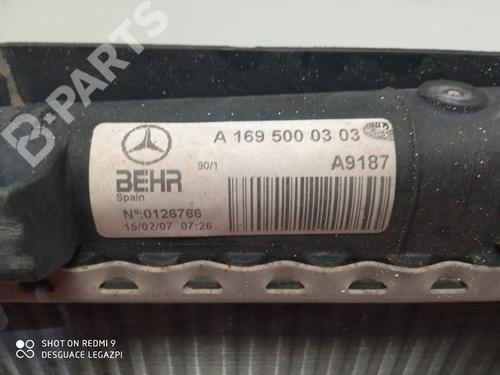 B-PARTS
A 169 500 03 03
90/1
A9187
BEHR
Spain
Nº:0126766
15/02/07 07:26
SHOT ON REDMI 9
DESGUACE LEGAZPI